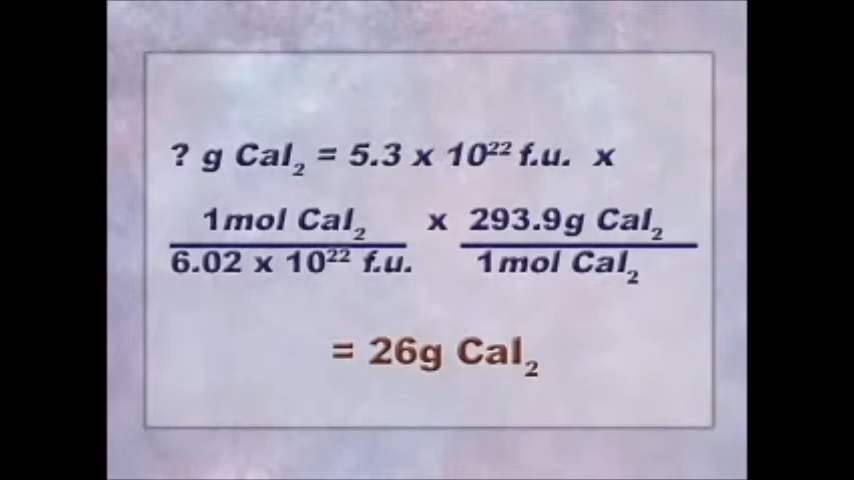 ? g CaI₂ = 5.3 x 10²² f.u. x
1mol CaI₂ x 293.9g CaI₂
6.02 x 10²² f.u. 1mol CaI₂
= 26g CaI₂